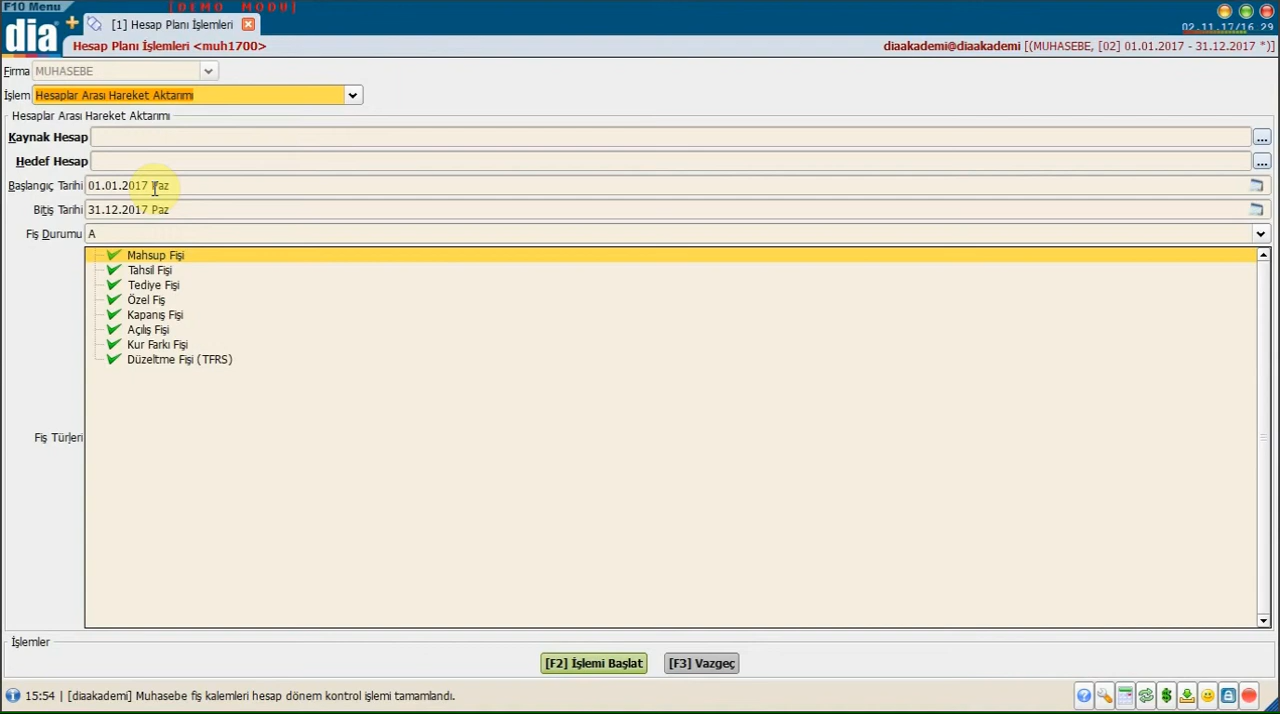 F10 Menu
[DEMO MODU]
dia
[1] Hesap Planı İşlemleri
02.11.17/16 29
Hesap Planı İşlemleri <muh1700>
diaakademi@diaakademi [(MUHASEBE, [02] 01.01.2017 - 31.12.2017 *)]
Firma MUHASEBE
İşlem Hesaplar Arası Hareket Aktarımı
Hesaplar Arası Hareket Aktarımı
Kaynak Hesap ...
Hedef Hesap ...
Başlangıç Tarihi 01.01.2017 Paz
Bitiş Tarihi 31.12.2017 Paz
Fiş Durumu A
Mahsup Fişi
Tahsil Fişi
Tediye Fişi
Özel Fiş
Kapanış Fişi
Açılış Fişi
Kur Farkı Fişi
Düzeltme Fişi (TFRS)
Fiş Türleri
İşlemler
[F2] İşlemi Başlat [F3] Vazgeç
15:54 | [diaakademi] Muhasebe fiş kalemleri hesap dönem kontrol işlemi tamamlandı.